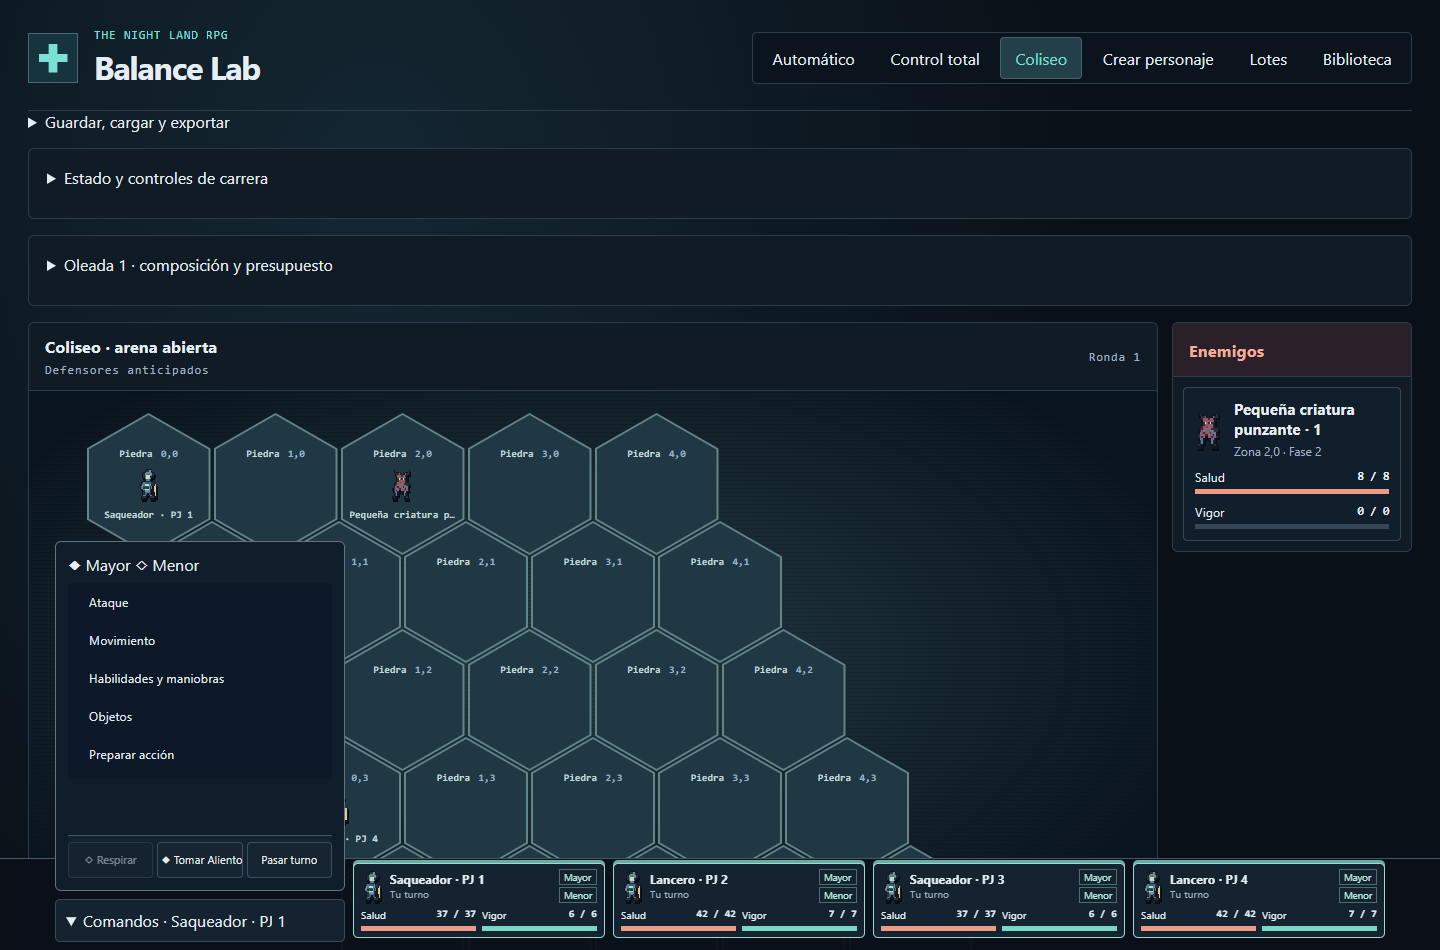 THE NIGHT LAND RPG
Balance Lab
Automático
Control total
Coliseo
Crear personaje
Lotes
Biblioteca
▶ Guardar, cargar y exportar
▶ Estado y controles de carrera
▶ Oleada 1 · composición y presupuesto
Coliseo · arena abierta
Defensores anticipados
Ronda 1
Enemigos
Pequeña criatura
punzante · 1
Zona 2,0 · Fase 2
Salud 8 / 8
Vigor 0 / 0
Piedra 0,0
Piedra 1,0
Piedra 2,0
Piedra 3,0
Piedra 4,0
Saqueador · PJ 1
Pequeña criatura p…
1,1
Piedra 2,1
Piedra 3,1
Piedra 4,1
Piedra 1,2
Piedra 2,2
Piedra 3,2
Piedra 4,2
0,3
Piedra 1,3
Piedra 2,3
Piedra 3,3
Piedra 4,3
· PJ 4
◆ Mayor ◇ Menor
Ataque
Movimiento
Habilidades y maniobras
Objetos
Preparar acción
◇ Respirar
◆ Tomar Aliento
Pasar turno
▼ Comandos · Saqueador · PJ 1
Saqueador · PJ 1
Tu turno
Mayor
Menor
Salud 37 / 37 Vigor 6 / 6
Lancero · PJ 2
Tu turno
Mayor
Menor
Salud 42 / 42 Vigor 7 / 7
Saqueador · PJ 3
Tu turno
Mayor
Menor
Salud 37 / 37 Vigor 6 / 6
Lancero · PJ 4
Tu turno
Mayor
Menor
Salud 42 / 42 Vigor 7 / 7